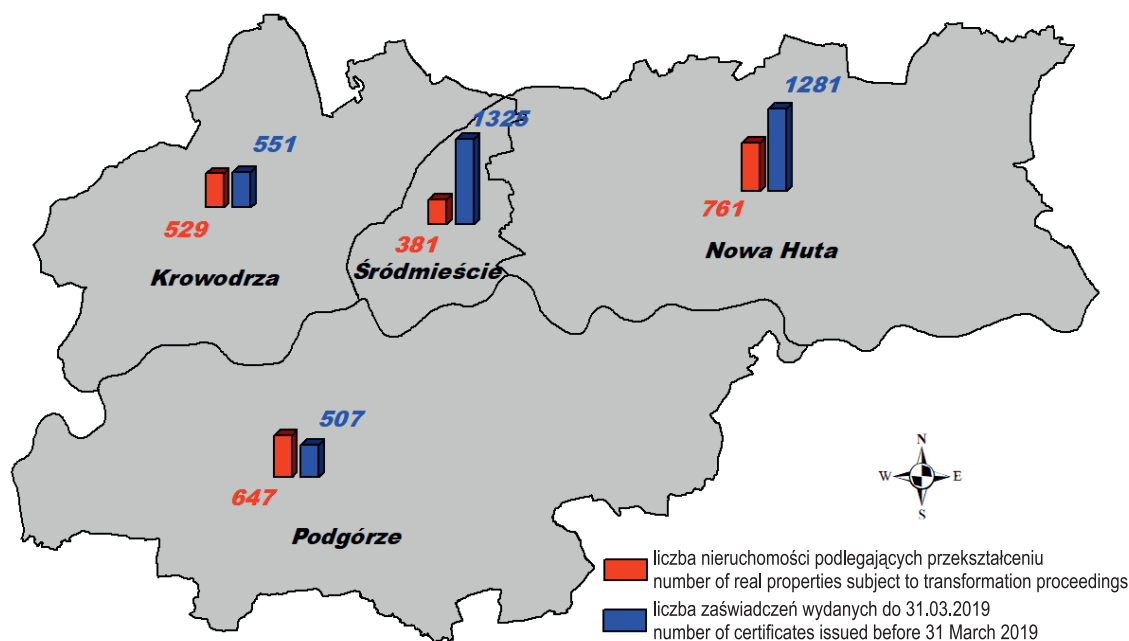 1281
1325
551
761
529
381
Nowa Huta
Krowodrza
Śródmieście
507
647
Podgórze
N
W E
S
liczba nieruchomości podlegających przekształceniu
number of real properties subject to transformation proceedings
liczba zaświadczeń wydanych do 31.03.2019
number of certificates issued before 31 March 2019